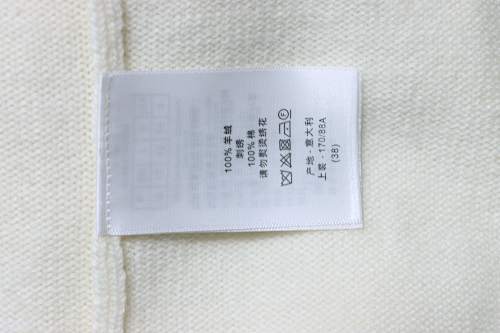 100% 羊绒
刺绣
100% 棉
请勿熨烫绣花
产地 - 意大利
上装 - 170/88A
(38)